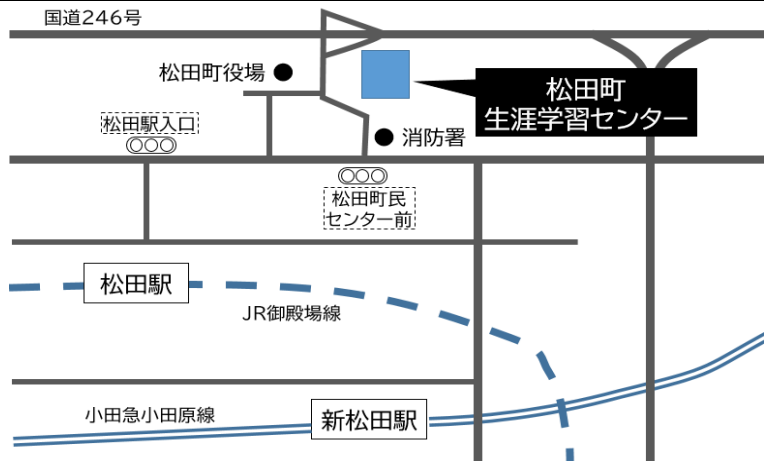 国道246号
松田町役場
松田町
生涯学習センター
松田駅入口
消防署
松田町民
センター前
松田駅
JR御殿場線
小田急小田原線
新松田駅